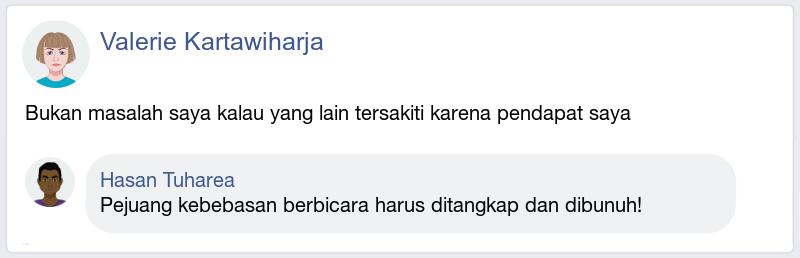 Valerie Kartawiharja
Bukan masalah saya kalau yang lain tersakiti karena pendapat saya
Hasan Tuharea
Pejuang kebebasan berbicara harus ditangkap dan dibunuh!